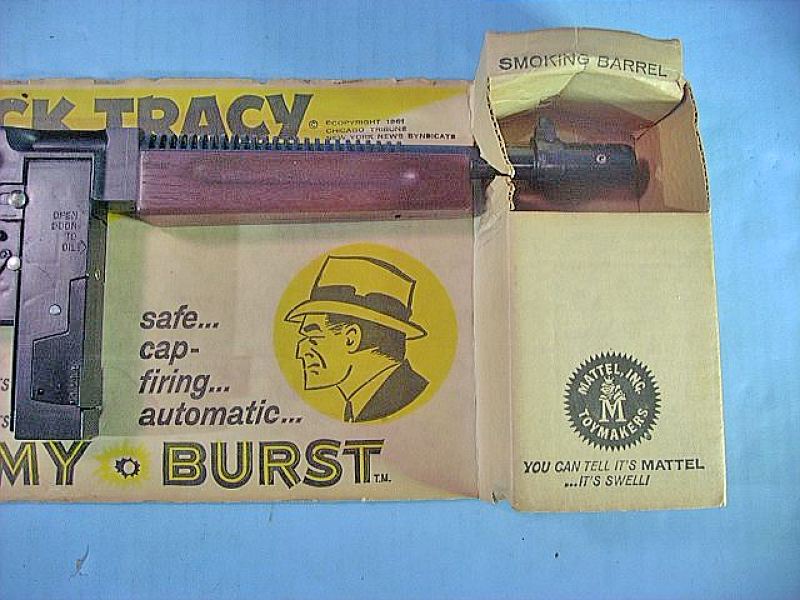 SMOKING BARREL
CK TRACY
© COPYRIGHT 1961
CHICAGO TRIBUNE
NEW YORK NEWS SYNDICATE
OPEN
DOOR
TO
OIL
safe...
cap-
firing...
automatic...
MY BURST T.M.
MATTEL, INC.
M
TOYMAKERS
YOU CAN TELL IT'S MATTEL
...IT'S SWELL!